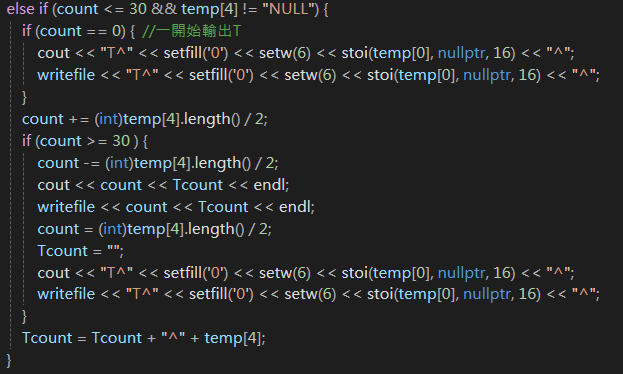 else if (count <= 30 && temp[4] != "NULL") {
if (count == 0) { //一開始輸出T
cout << "T^" << setfill('0') << setw(6) << stoi(temp[0], nullptr, 16) << "^";
writefile << "T^" << setfill('0') << setw(6) << stoi(temp[0], nullptr, 16) << "^";
}
count += (int)temp[4].length() / 2;
if (count >= 30 ) {
count -= (int)temp[4].length() / 2;
cout << count << Tcount << endl;
writefile << count << Tcount << endl;
count = (int)temp[4].length() / 2;
Tcount = "";
cout << "T^" << setfill('0') << setw(6) << stoi(temp[0], nullptr, 16) << "^";
writefile << "T^" << setfill('0') << setw(6) << stoi(temp[0], nullptr, 16) << "^";
}
Tcount = Tcount + "^" + temp[4];
}